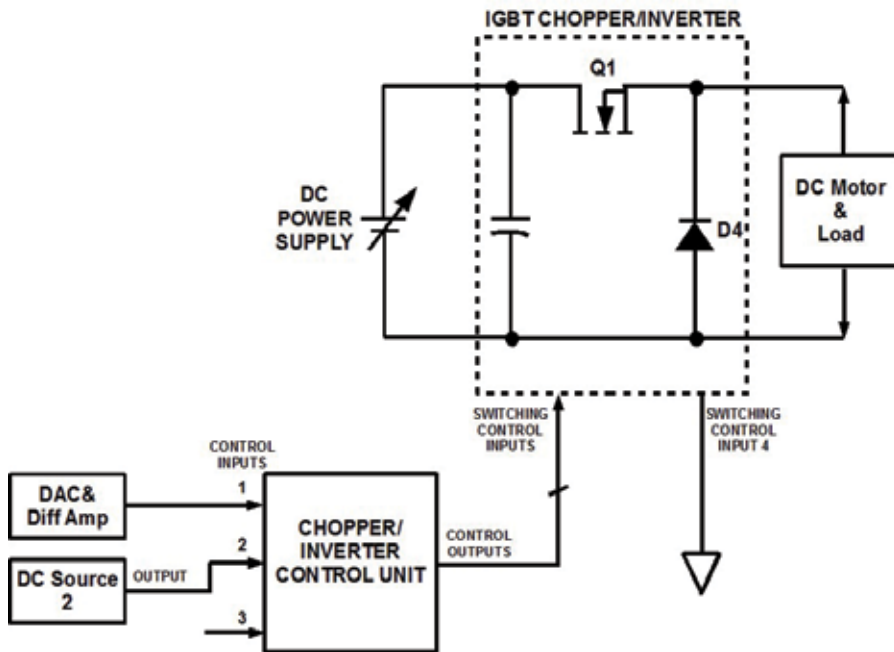 IGBT CHOPPER/INVERTER
Q1
DC
POWER
SUPPLY
D4
DC Motor
&
Load
SWITCHING
CONTROL
INPUTS
SWITCHING
CONTROL
INPUT 4
CONTROL
INPUTS
DAC&
Diff Amp
1
DC Source
2
OUTPUT
2
3
CHOPPER/
INVERTER
CONTROL UNIT
CONTROL
OUTPUTS